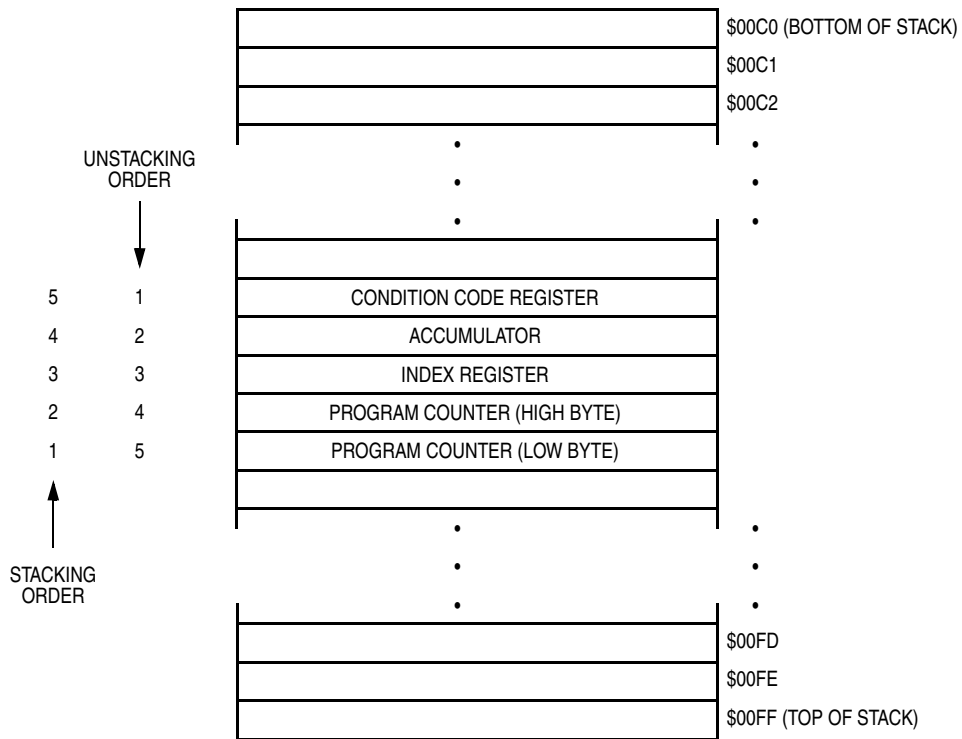 $00C0 (BOTTOM OF STACK)
$00C1
$00C2
UNSTACKING
ORDER
5 1 CONDITION CODE REGISTER
4 2 ACCUMULATOR
3 3 INDEX REGISTER
2 4 PROGRAM COUNTER (HIGH BYTE)
1 5 PROGRAM COUNTER (LOW BYTE)
STACKING
ORDER
$00FD
$00FE
$00FF (TOP OF STACK)